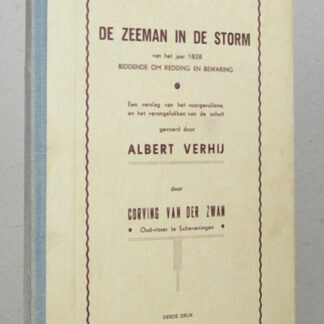 DE ZEEMAN IN DE STORM
van het jaar 1828
BIDDENDE OM REDDING EN BEWARING
Een verslag van het voorgevallene,
en het verongelukken van de schuit
gevoerd door
ALBERT VERHIJ
door
CORVING VAN DER ZWAN
• Oud-visser te Scheveningen •
DERDE DRUK